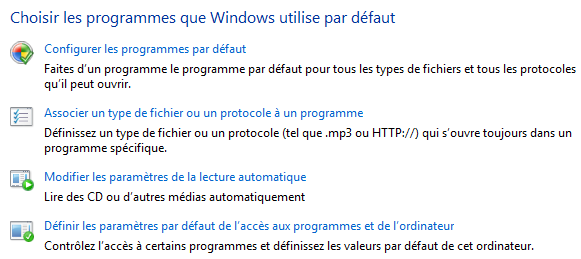 Choisir les programmes que Windows utilise par défaut
Configurer les programmes par défaut
Faites d'un programme le programme par défaut pour tous les types de fichiers et tous les protocoles
qu'il peut ouvrir.
Associer un type de fichier ou un protocole à un programme
Définissez un type de fichier ou un protocole (tel que .mp3 ou HTTP://) qui s'ouvre toujours dans un
programme spécifique.
Modifier les paramètres de la lecture automatique
Lire des CD ou d'autres médias automatiquement
Définir les paramètres par défaut de l'accès aux programmes et de l'ordinateur
Contrôlez l'accès à certains programmes et définissez les valeurs par défaut de cet ordinateur.